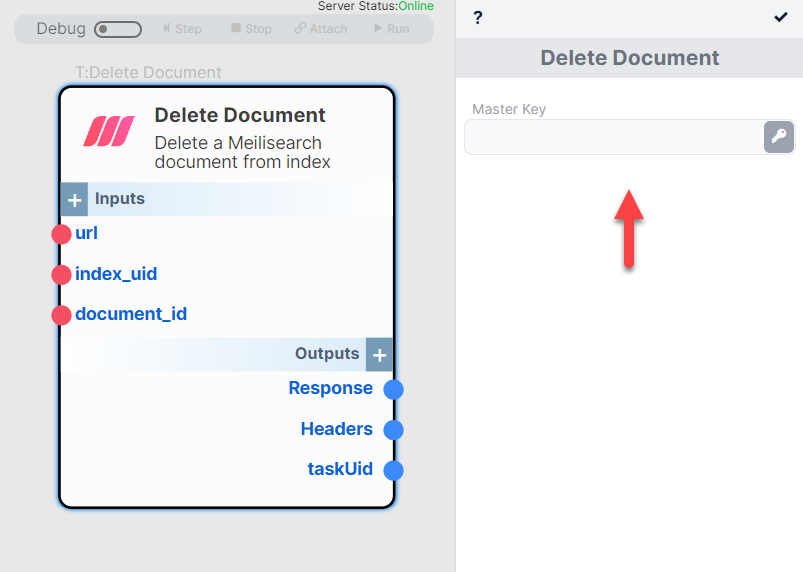 Server Status:Online
Debug
Step
Stop
Attach
Run
T:Delete Document
Delete Document
Delete a Meilisearch
document from index
+ Inputs
url
index_uid
document_id
Outputs +
Response
Headers
taskUid
?
Delete Document
Master Key